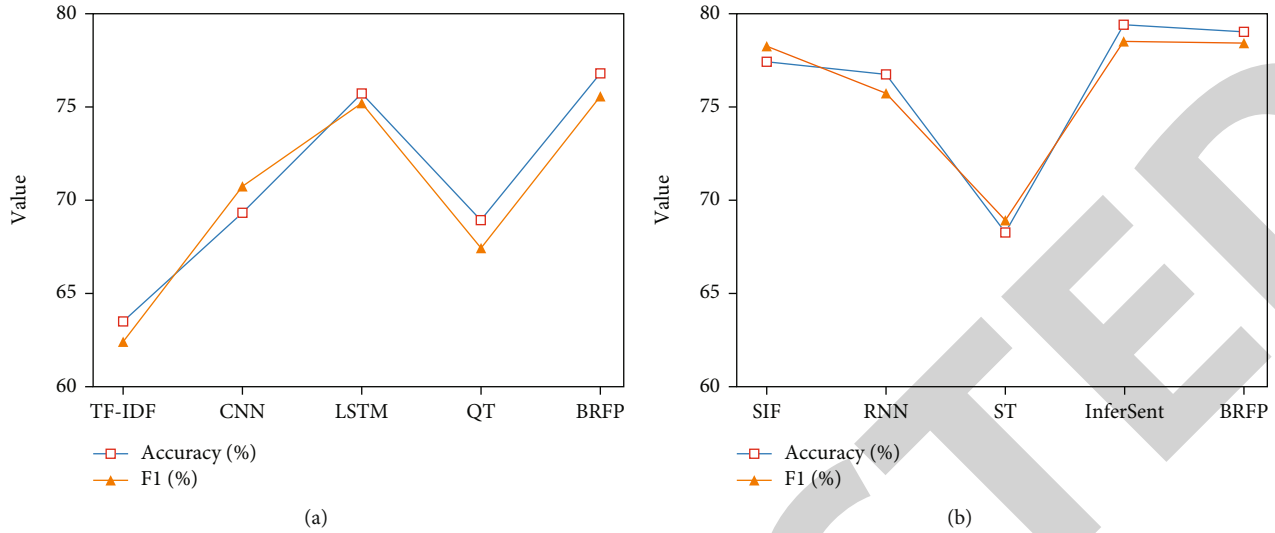 80
75
70
65
60
Value
TF-IDF CNN LSTM QT BRFP
Accuracy (%)
F1 (%)
(a)
80
75
70
65
60
Value
SIF RNN ST InferSent BRFP
Accuracy (%)
F1 (%)
(b)
CTED